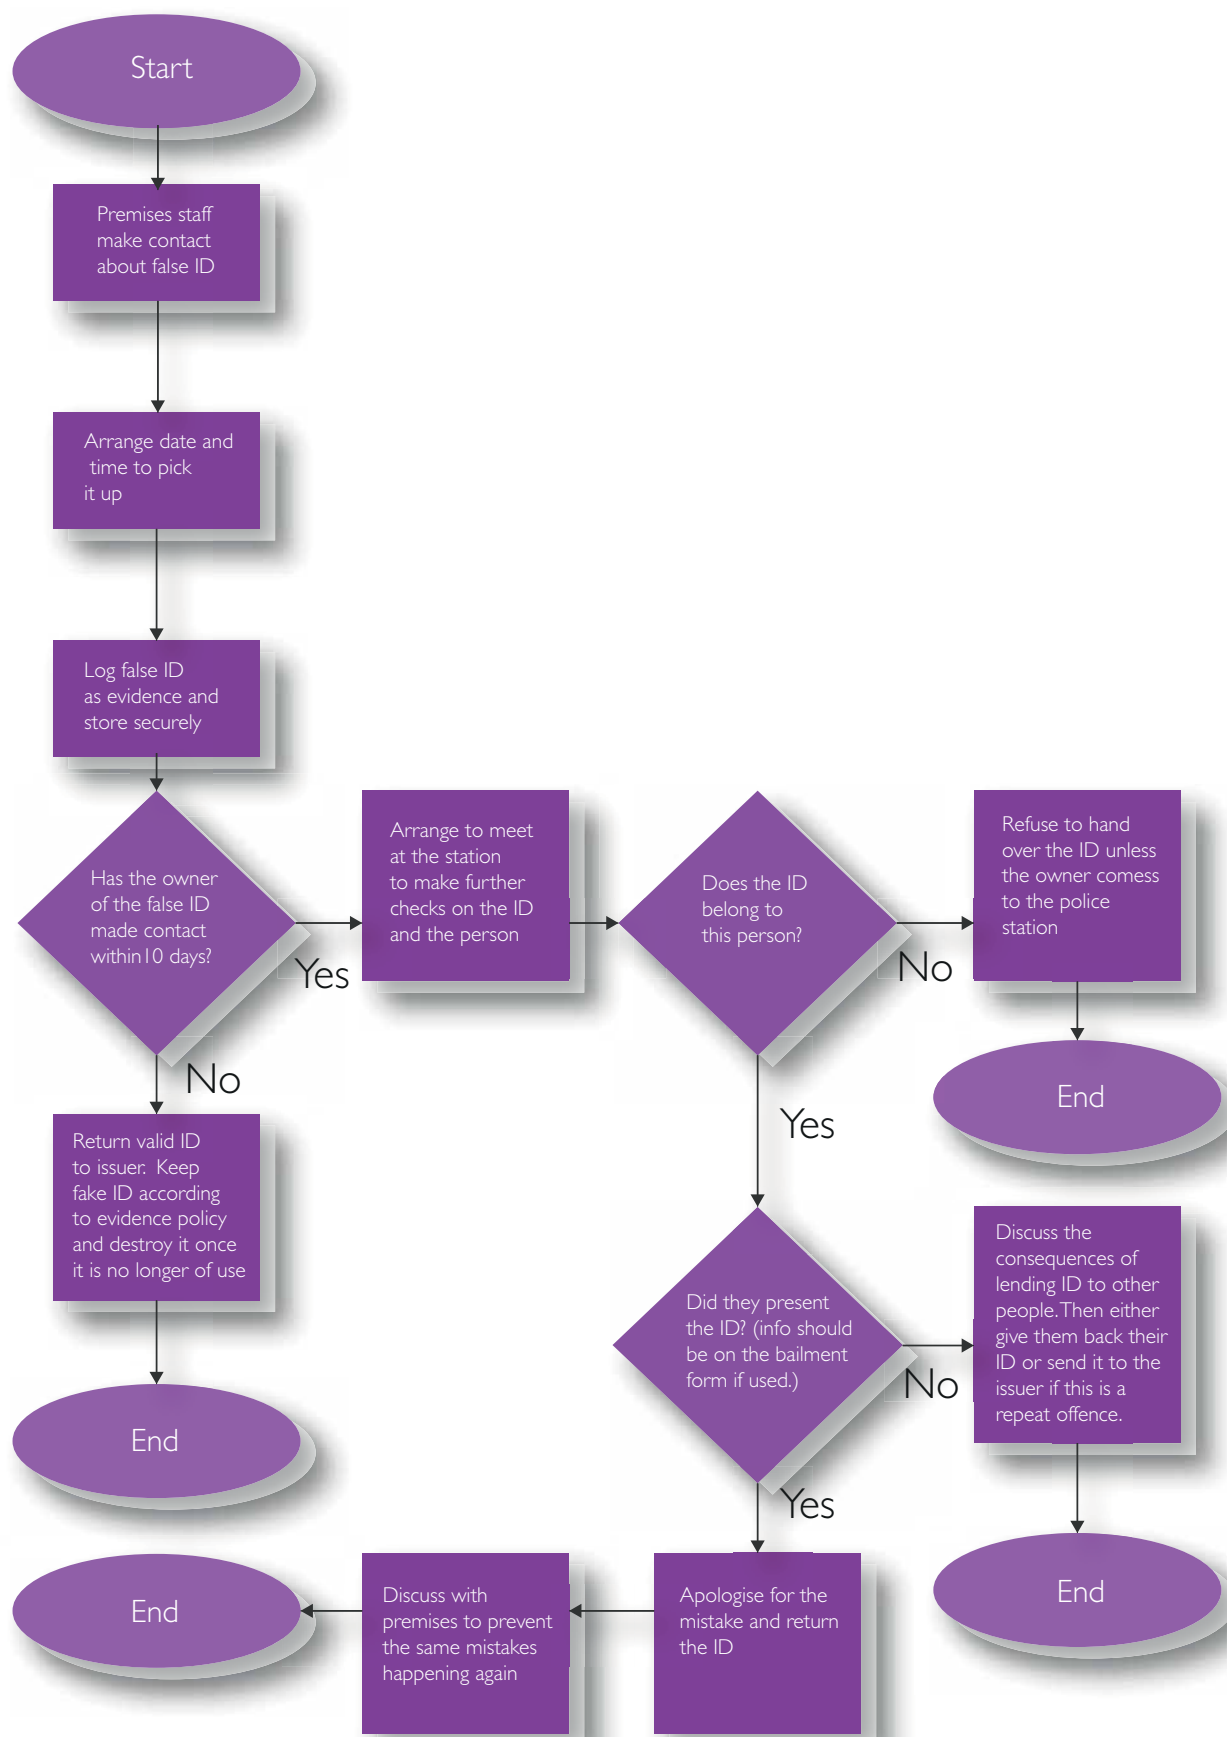 Start
Premises staff
make contact
about false ID
Arrange date and
time to pick
it up
Log false ID
as evidence and
store securely
Has the owner
of the false ID
made contact
within10 days?
Yes
No
Arrange to meet
at the station
to make further
checks on the ID
and the person
Does the ID
belong to
this person?
No
Yes
Refuse to hand
over the ID unless
the owner comess
to the police
station
End
Return valid ID
to issuer. Keep
fake ID according
to evidence policy
and destroy it once
it is no longer of use
End
Did they present
the ID? (info should
be on the bailment
form if used.)
No
Yes
Discuss the
consequences of
lending ID to other
people. Then either
give them back their
ID or send it to the
issuer if this is a
repeat offence.
End
Apologise for the
mistake and return
the ID
Discuss with
premises to prevent
the same mistakes
happening again
End